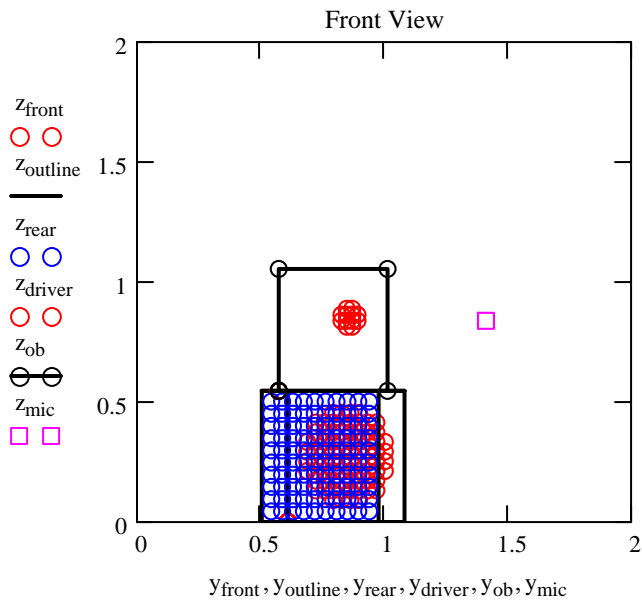 Front View
z_front
z_outline
z_rear
z_driver
z_ob
z_mic
2
1.5
1
0.5
0
0 0.5 1 1.5 2
y_front, y_outline, y_rear, y_driver, y_ob, y_mic